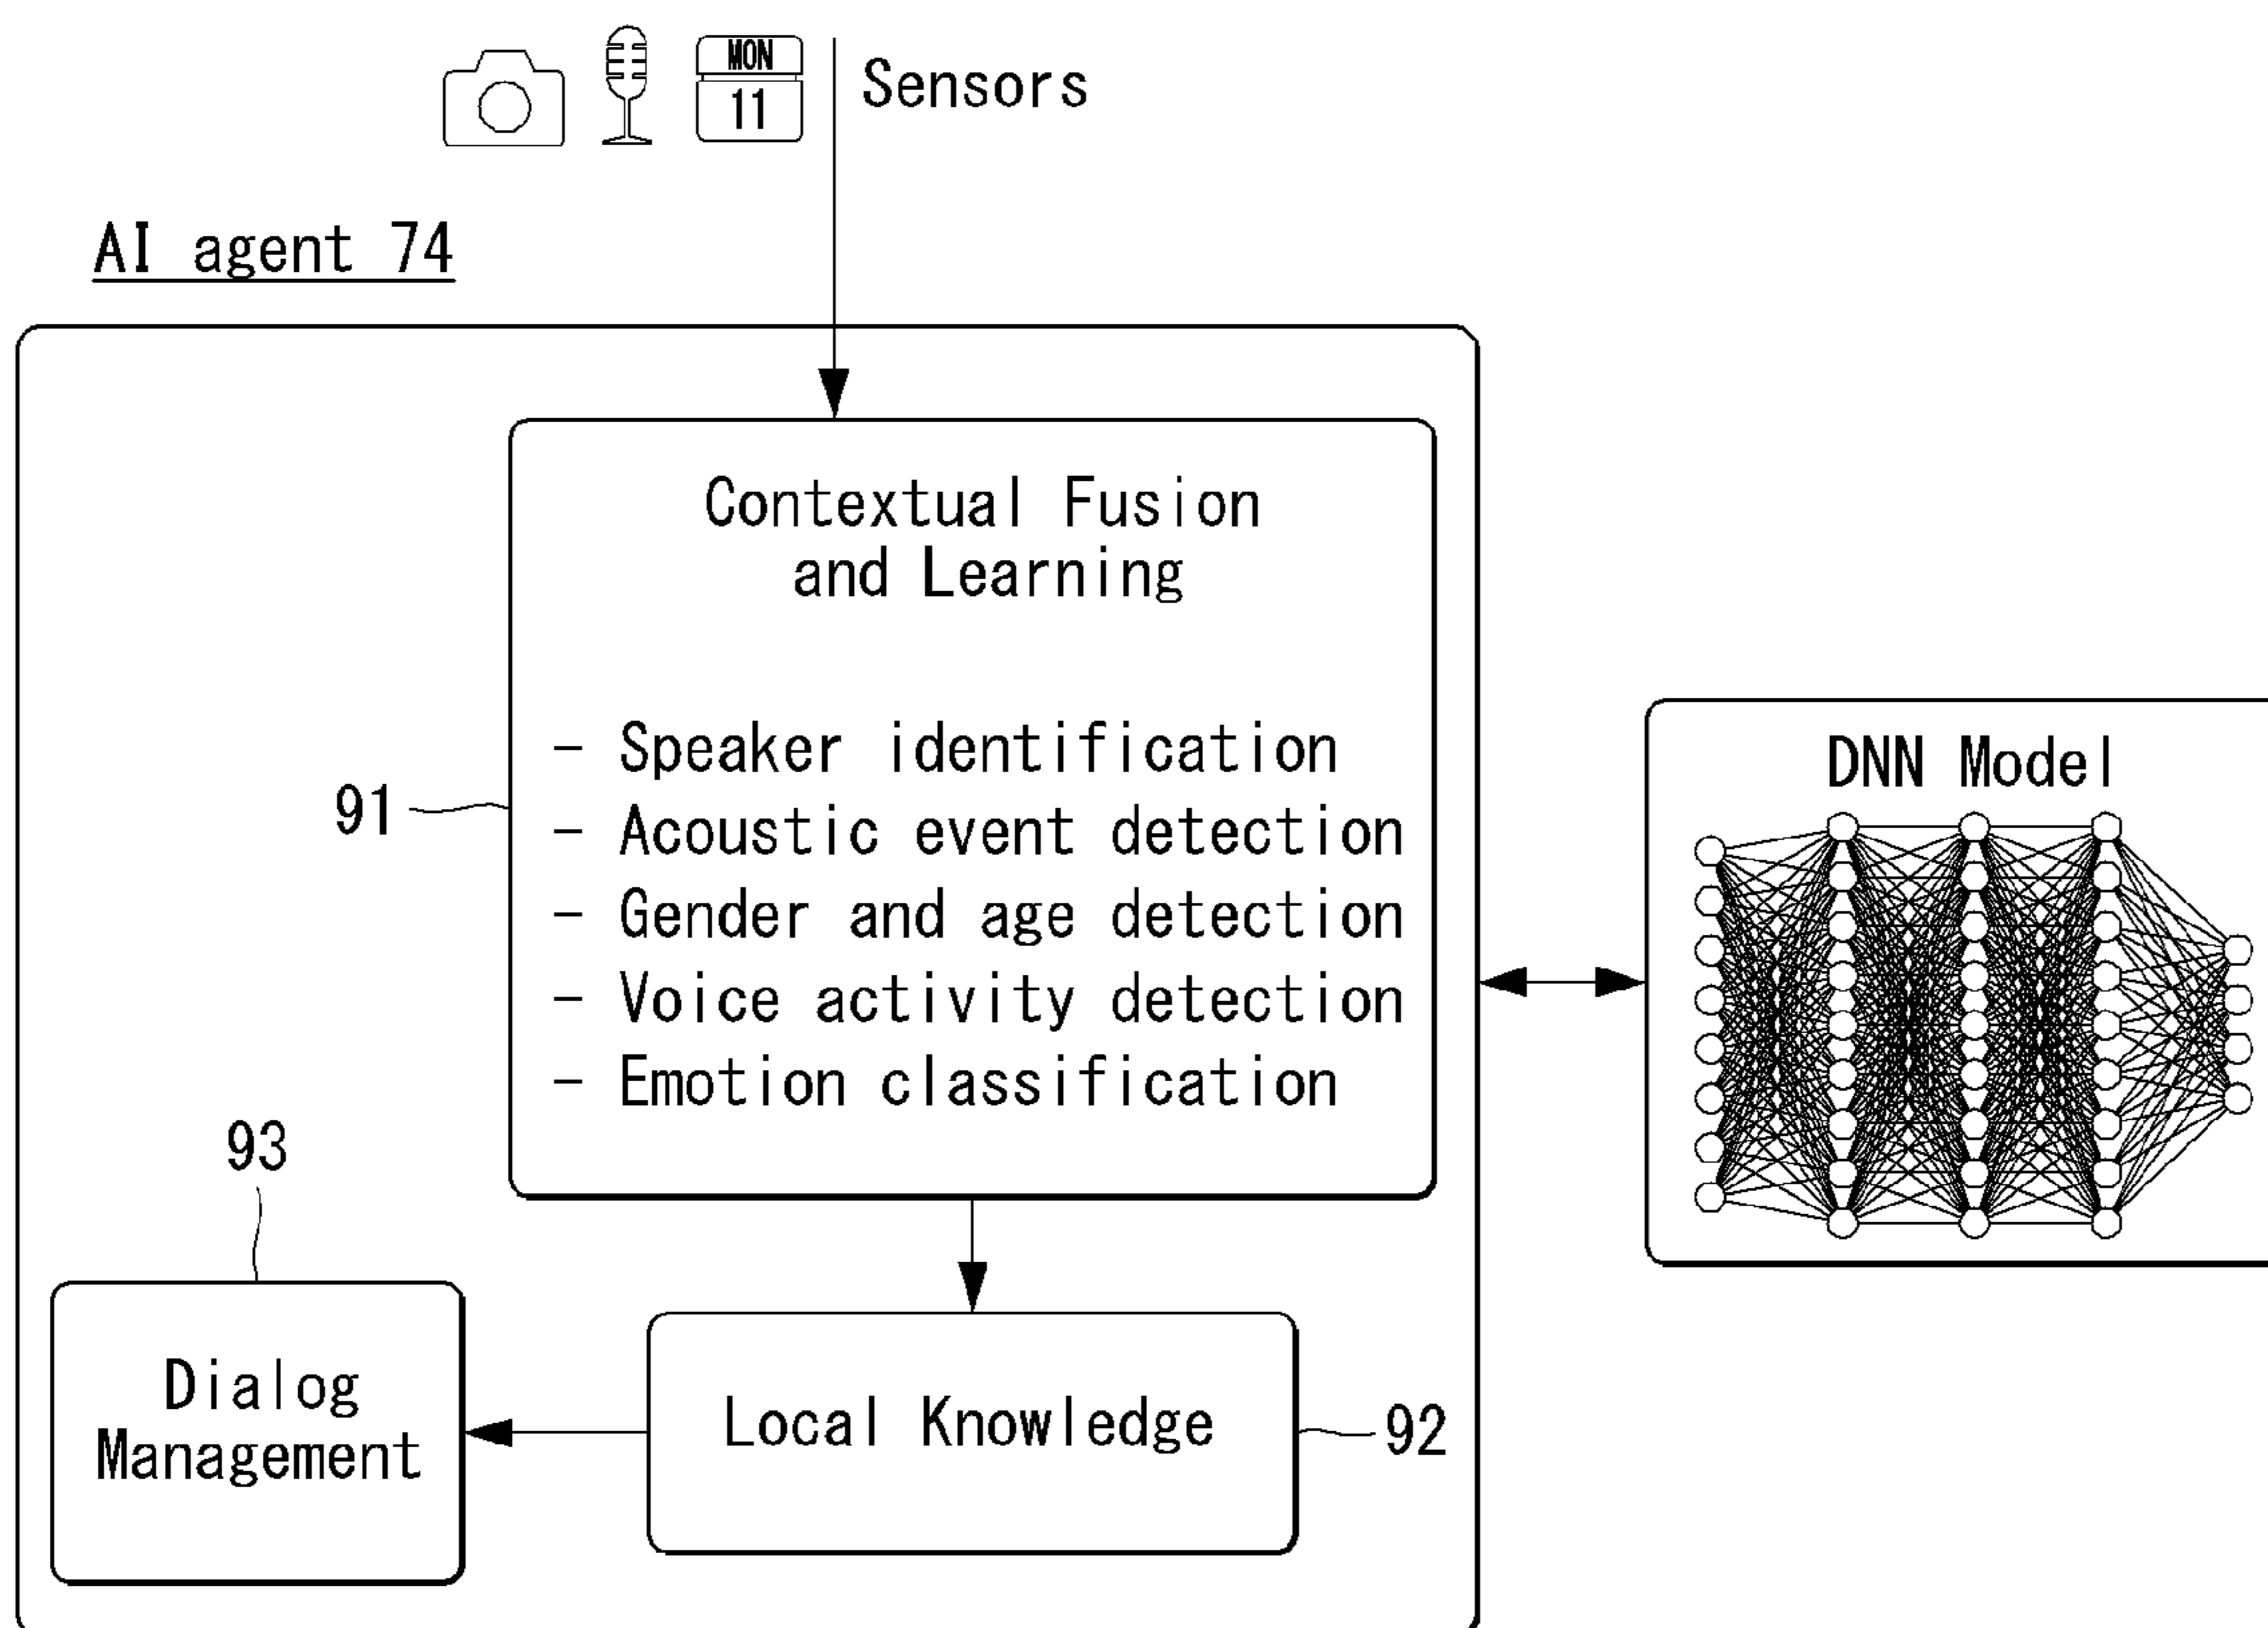 MON
11
Sensors
AI agent 74
Contextual Fusion
and Learning
- Speaker identification
- Acoustic event detection
- Gender and age detection
- Voice activity detection
- Emotion classification
91
DNN Model
93
Dialog
Management
Local Knowledge
92